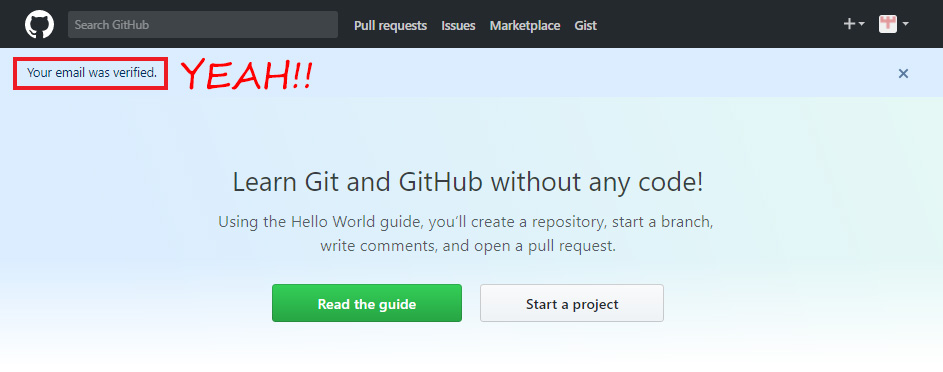 Search GitHub Pull requests Issues Marketplace Gist
Your email was verified. YEAH!!
Learn Git and GitHub without any code!
Using the Hello World guide, you’ll create a repository, start a branch,
write comments, and open a pull request.
Read the guide Start a project